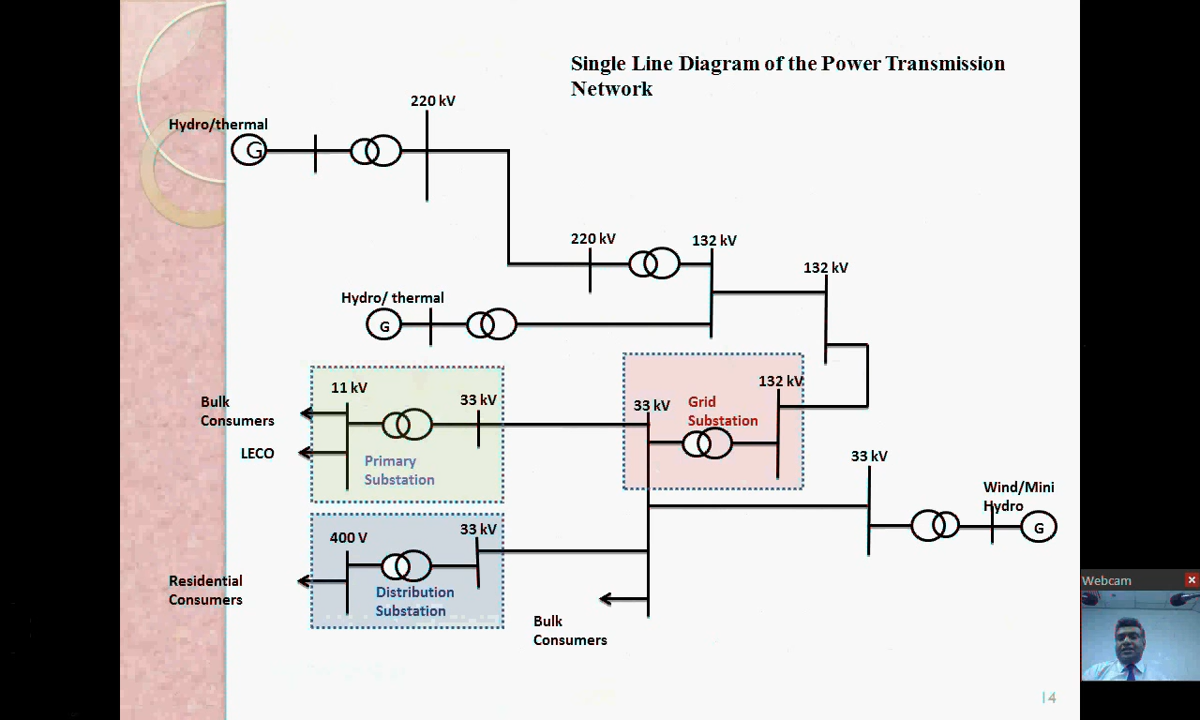 Single Line Diagram of the Power Transmission
Network
220 kV
Hydro/thermal
G
220 kV
132 kV
132 kV
Hydro/ thermal
G
11 kV
33 kV
Bulk
Consumers
LECO
Primary
Substation
33 kV
Grid
Substation
132 kV
33 kV
Wind/Mini
Hydro
G
400 V
33 kV
Residential
Consumers
Distribution
Substation
Bulk
Consumers
Webcam
14